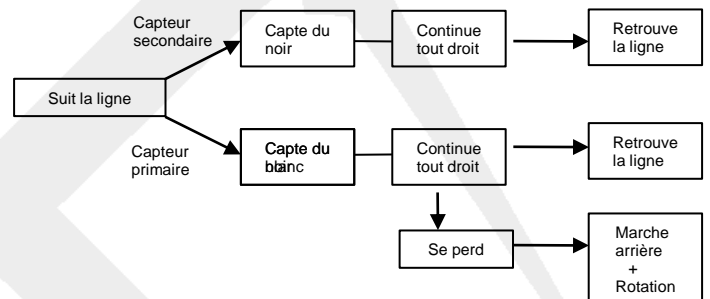 Capteur
secondaire
Capte du
noir
Continue
tout droit
Retrouve
la ligne
Suit la ligne
Capteur
primaire
Capte du
blanc
Continue
tout droit
Retrouve
la ligne
Se perd
Marche
arrière
+
Rotation